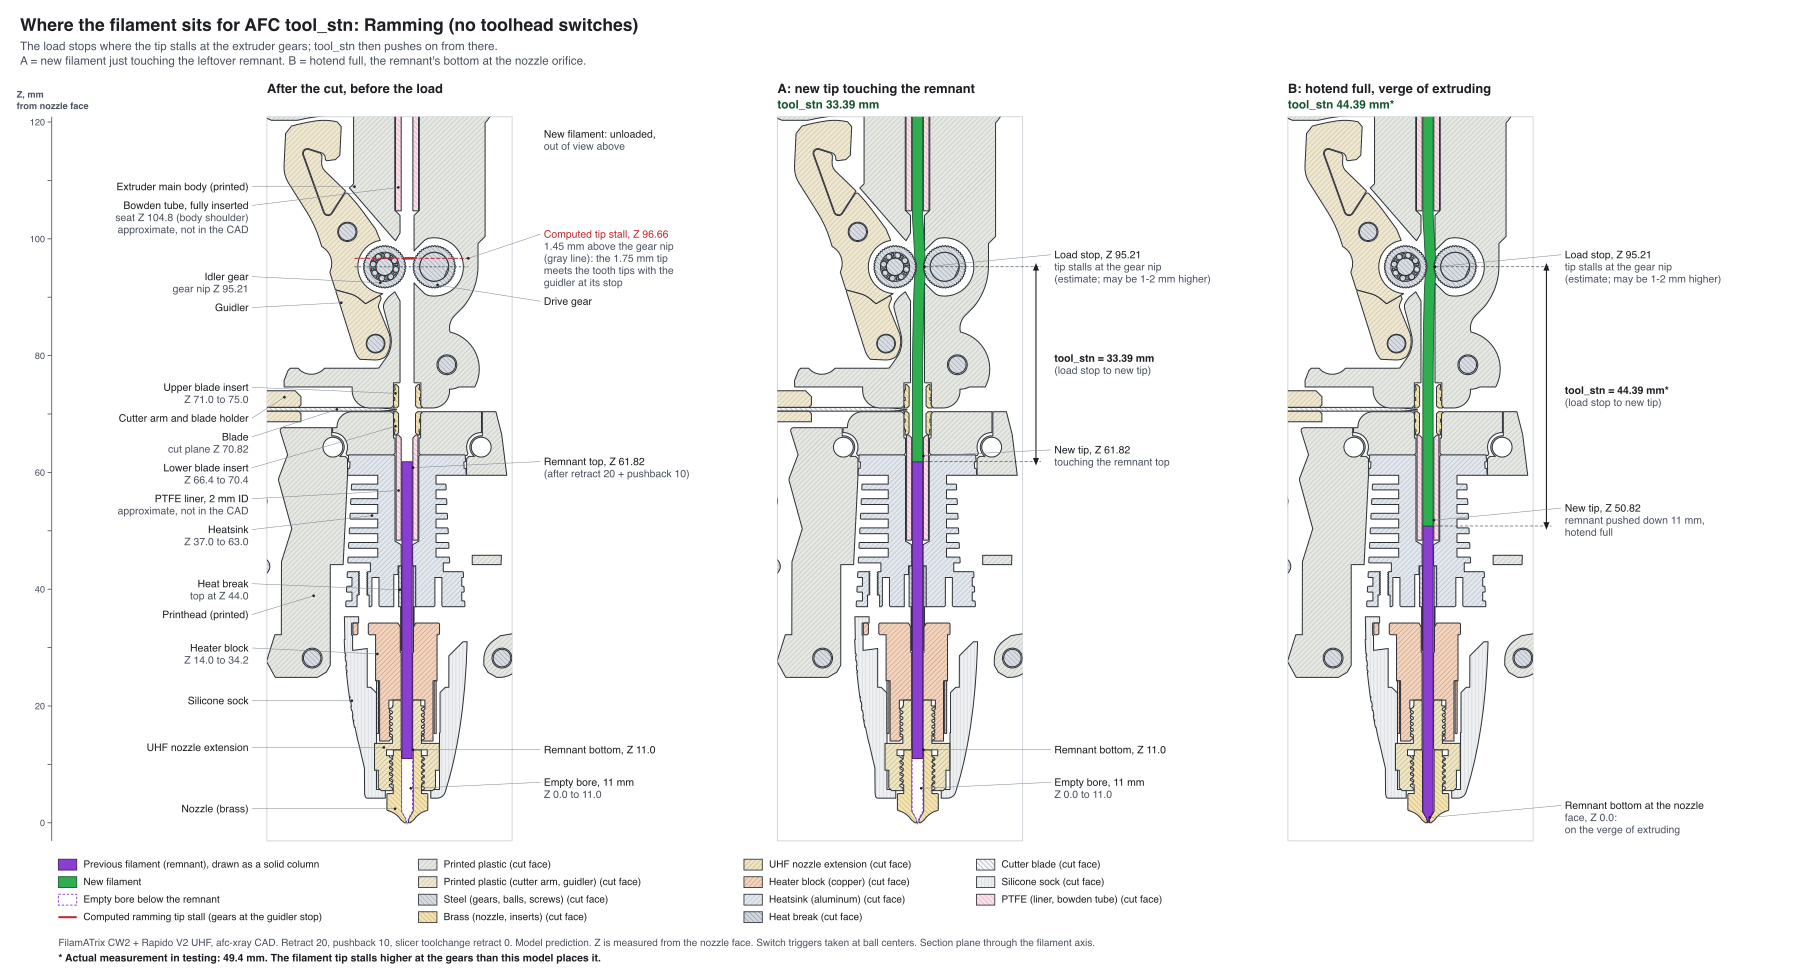 Where the filament sits for AFC tool_stn: Ramming (no toolhead switches)
The load stops where the tip stalls at the extruder gears; tool_stn then pushes on from there.
A = new filament just touching the leftover remnant. B = hotend full, the remnant's bottom at the nozzle orifice.
Z, mm
from nozzle face
120
100
80
60
40
20
0
After the cut, before the load
New filament: unloaded,
out of view above
Extruder main body (printed)
Bowden tube, fully inserted
seat Z 104.8 (body shoulder)
approximate, not in the CAD
Idler gear
gear nip Z 95.21
Guidler
Upper blade insert
Z 71.0 to 75.0
Cutter arm and blade holder
Blade
cut plane Z 70.82
Lower blade insert
Z 66.4 to 70.4
PTFE liner, 2 mm ID
approximate, not in the CAD
Heatsink
Z 37.0 to 63.0
Heat break
top at Z 44.0
Printhead (printed)
Heater block
Z 14.0 to 34.2
Silicone sock
UHF nozzle extension
Nozzle (brass)
Computed tip stall, Z 96.66
1.45 mm above the gear nip
(gray line): the 1.75 mm tip
meets the tooth tips with the
guidler at its stop
Drive gear
Remnant top, Z 61.82
(after retract 20 + pushback 10)
Remnant bottom, Z 11.0
Empty bore, 11 mm
Z 0.0 to 11.0
A: new tip touching the remnant
tool_stn 33.39 mm
Load stop, Z 95.21
tip stalls at the gear nip
(estimate; may be 1-2 mm higher)
tool_stn = 33.39 mm
(load stop to new tip)
New tip, Z 61.82
touching the remnant top
Remnant bottom, Z 11.0
Empty bore, 11 mm
Z 0.0 to 11.0
B: hotend full, verge of extruding
tool_stn 44.39 mm*
Load stop, Z 95.21
tip stalls at the gear nip
(estimate; may be 1-2 mm higher)
tool_stn = 44.39 mm*
(load stop to new tip)
New tip, Z 50.82
remnant pushed down 11 mm,
hotend full
Remnant bottom at the nozzle
face, Z 0.0:
on the verge of extruding
Previous filament (remnant), drawn as a solid column
New filament
Empty bore below the remnant
Computed ramming tip stall (gears at the guidler stop)
Printed plastic (cut face)
Printed plastic (cutter arm, guidler) (cut face)
Steel (gears, balls, screws) (cut face)
Brass (nozzle, inserts) (cut face)
UHF nozzle extension (cut face)
Heater block (copper) (cut face)
Heatsink (aluminum) (cut face)
Heat break (cut face)
Cutter blade (cut face)
Silicone sock (cut face)
PTFE (liner, bowden tube) (cut face)
FilamATrix CW2 + Rapido V2 UHF, afc-xray CAD. Retract 20, pushback 10, slicer toolchange retract 0. Model prediction. Z is measured from the nozzle face. Switch triggers taken at ball centers. Section plane through the filament axis.
* Actual measurement in testing: 49.4 mm. The filament tip stalls higher at the gears than this model places it.